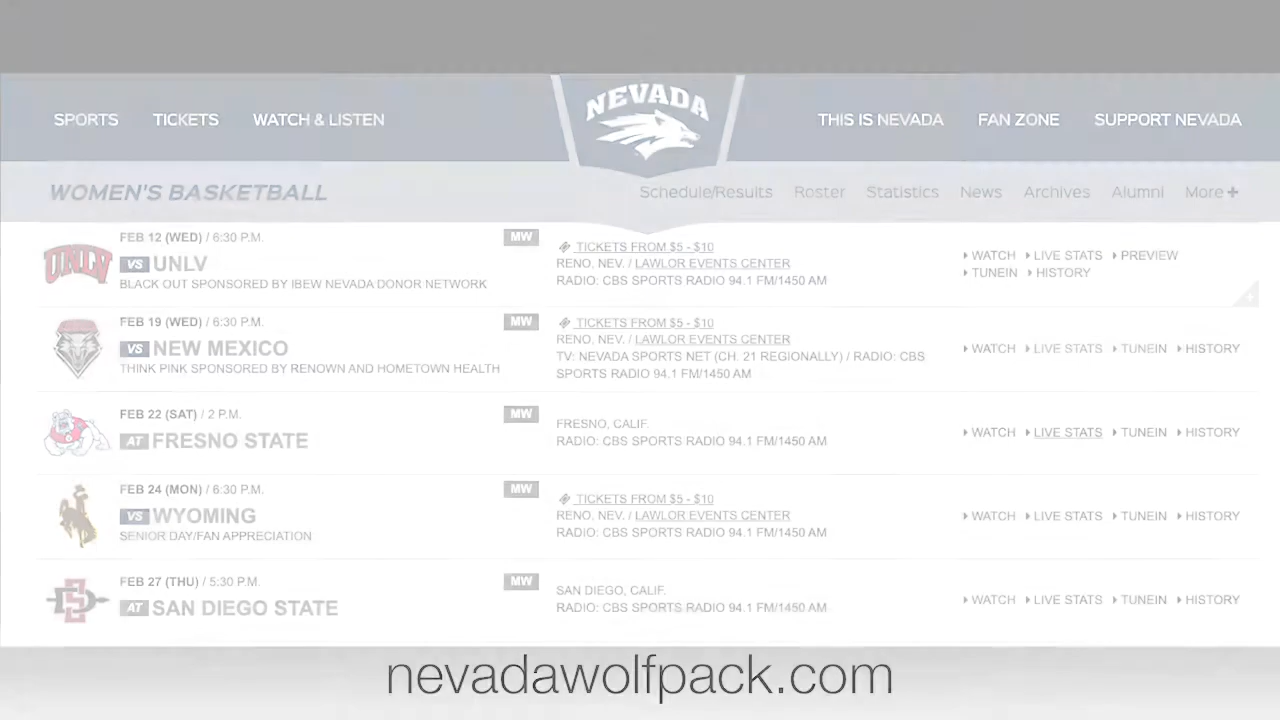 NEVADA
SPORTS TICKETS WATCH & LISTEN THIS IS NEVADA FAN ZONE SUPPORT NEVADA
WOMEN'S BASKETBALL Schedule/Results Roster Statistics News Archives Alumni More +
UNLV
FEB 12 (WED) / 6:30 P.M.
VS UNLV
BLACK OUT SPONSORED BY IBEW NEVADA DONOR NETWORK
MW
TICKETS FROM $5 - $10
RENO, NEV. / LAWLOR EVENTS CENTER
RADIO: CBS SPORTS RADIO 94.1 FM/1450 AM
WATCH LIVE STATS PREVIEW
TUNEIN HISTORY
FEB 19 (WED) / 6:30 P.M.
VS NEW MEXICO
THINK PINK SPONSORED BY RENOWN AND HOMETOWN HEALTH
MW
TICKETS FROM $5 - $10
RENO, NEV. / LAWLOR EVENTS CENTER
TV: NEVADA SPORTS NET (CH. 21 REGIONALLY) / RADIO: CBS
SPORTS RADIO 94.1 FM/1450 AM
WATCH LIVE STATS TUNEIN HISTORY
FEB 22 (SAT) / 2 P.M.
AT FRESNO STATE
MW
FRESNO, CALIF.
RADIO: CBS SPORTS RADIO 94.1 FM/1450 AM
WATCH LIVE STATS TUNEIN HISTORY
FEB 24 (MON) / 6:30 P.M.
VS WYOMING
SENIOR DAY/FAN APPRECIATION
MW
TICKETS FROM $5 - $10
RENO, NEV. / LAWLOR EVENTS CENTER
RADIO: CBS SPORTS RADIO 94.1 FM/1450 AM
WATCH LIVE STATS TUNEIN HISTORY
FEB 27 (THU) / 5:30 P.M.
AT SAN DIEGO STATE
MW
SAN DIEGO, CALIF.
RADIO: CBS SPORTS RADIO 94.1 FM/1450 AM
WATCH LIVE STATS TUNEIN HISTORY
nevadawolfpack.com